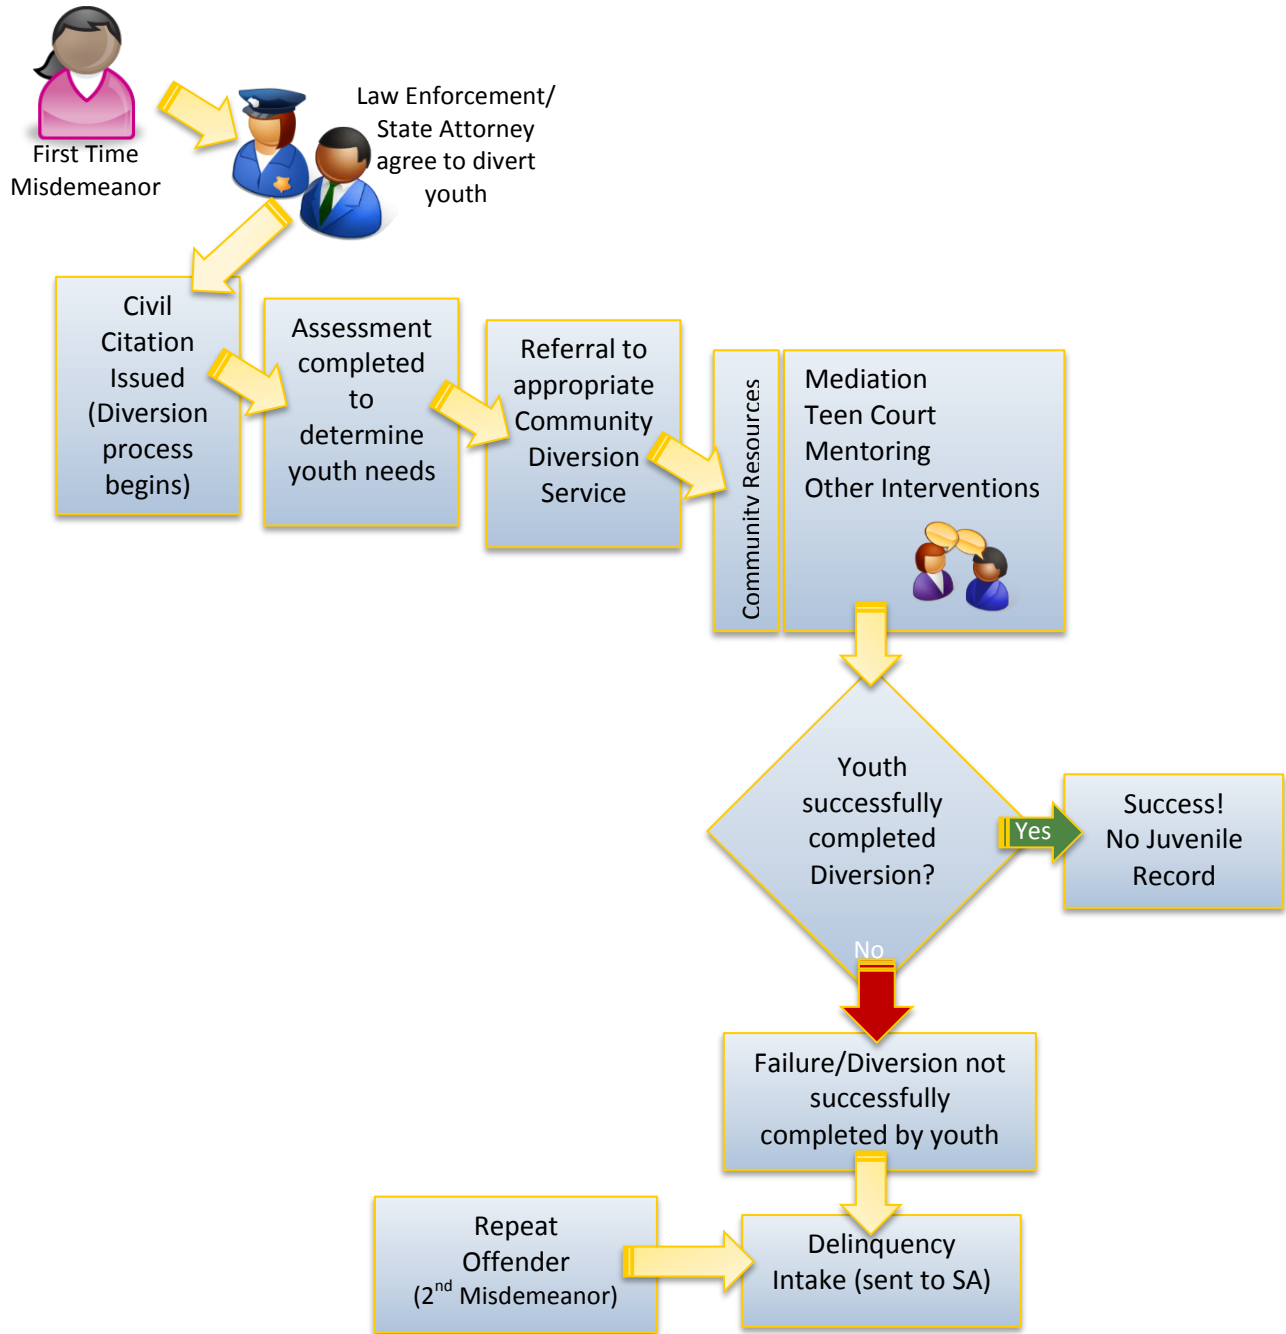 First Time
Misdemeanor
Law Enforcement/
State Attorney
agree to divert
youth
Civil
Citation
Issued
(Diversion
process
begins)
Assessment
completed
to
determine
youth needs
Referral to
appropriate
Community
Diversion
Service
Community Resources
Mediation
Teen Court
Mentoring
Other Interventions
Youth
successfully
completed
Diversion?
Yes
Success!
No Juvenile
Record
No
Failure/Diversion not
successfully
completed by youth
Repeat
Offender
(2nd Misdemeanor)
Delinquency
Intake (sent to SA)